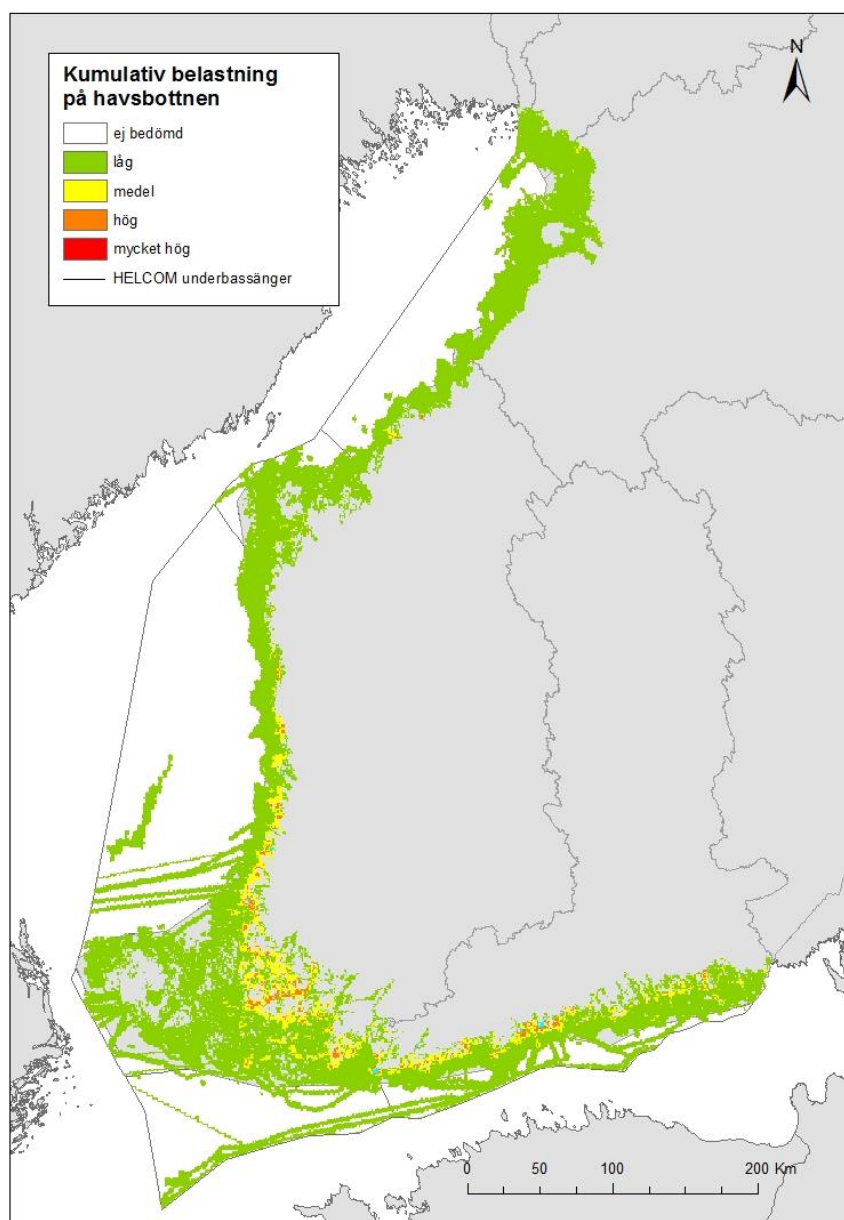 Kumulativ belastning
på havsbottnen
ej bedömd
låg
medel
hög
mycket hög
HELCOM underbassänger
N
0 50 100 200 Km